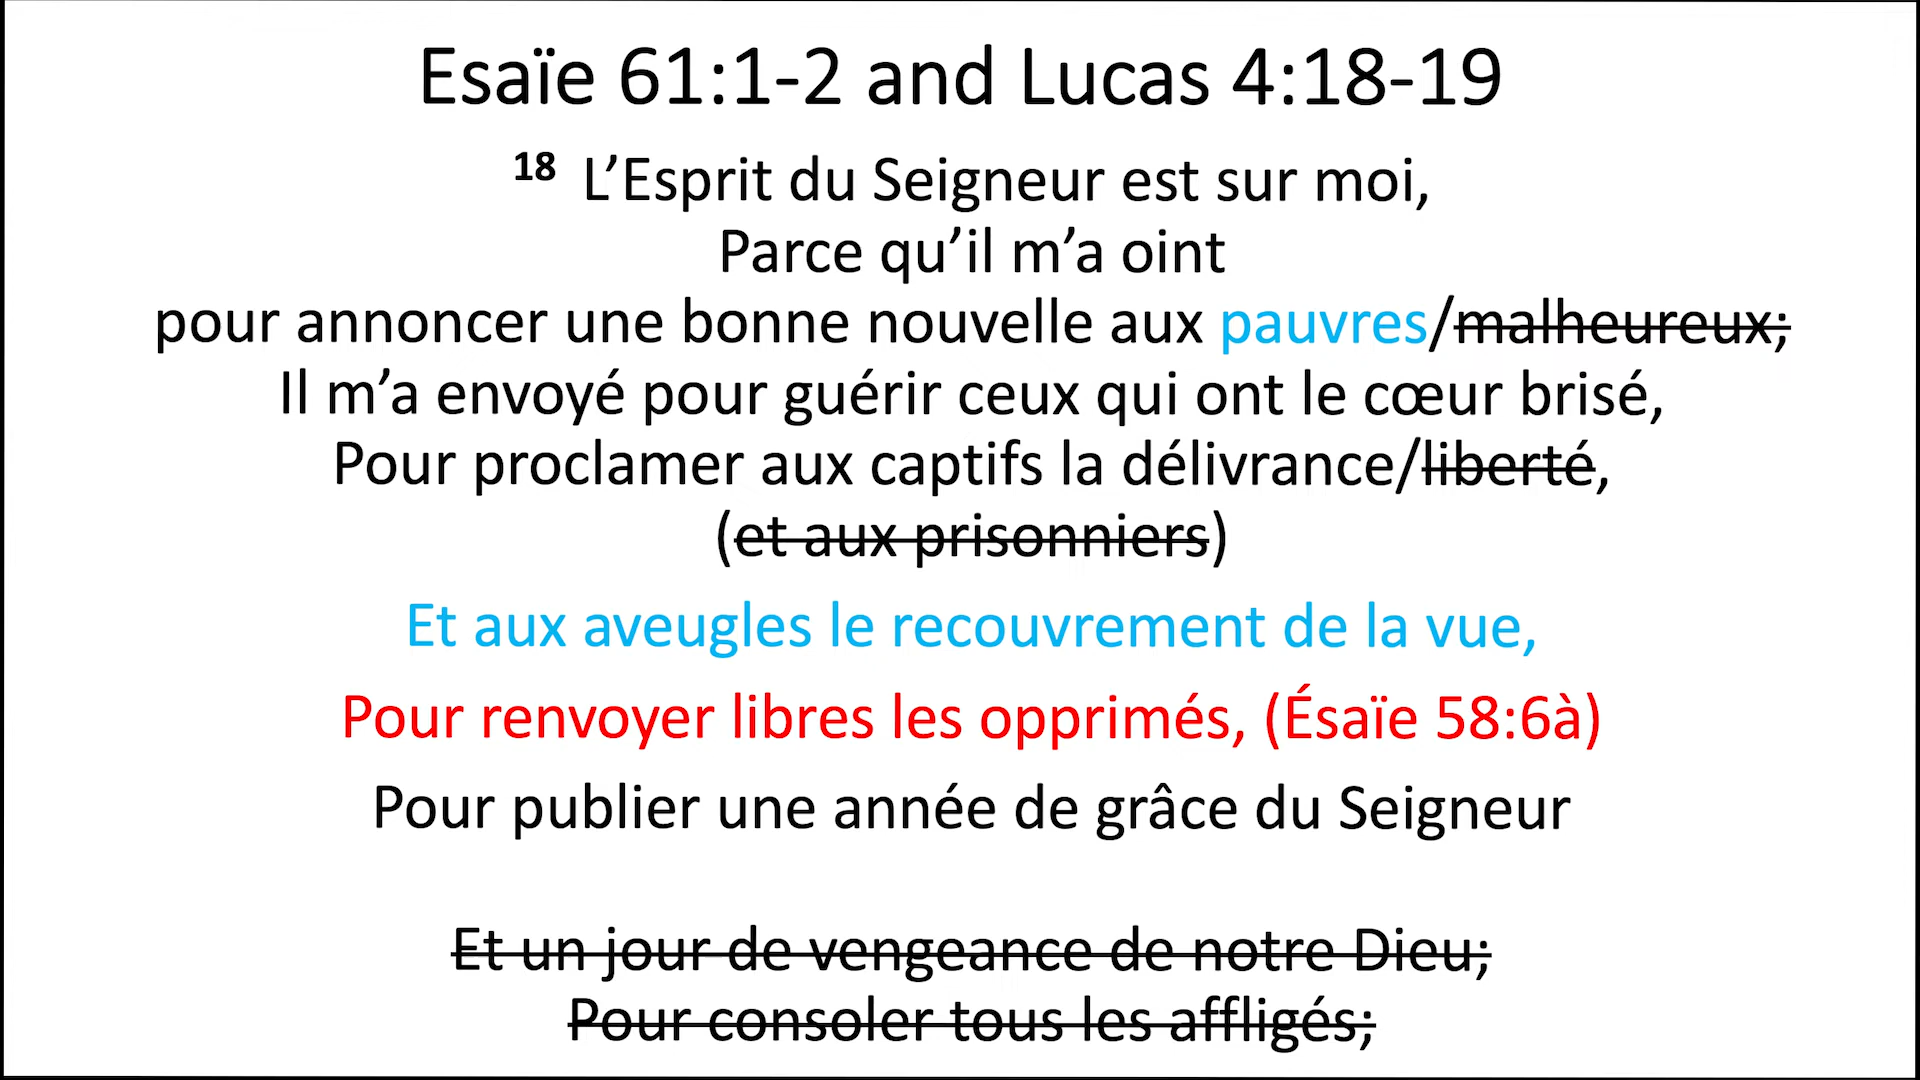 Esaïe 61:1-2 and Lucas 4:18-19
18 L’Esprit du Seigneur est sur moi,
Parce qu’il m’a oint
pour annoncer une bonne nouvelle aux pauvres/malheureux;
Il m’a envoyé pour guérir ceux qui ont le cœur brisé,
Pour proclamer aux captifs la délivrance/liberté,
(et aux prisonniers)
Et aux aveugles le recouvrement de la vue,
Pour renvoyer libres les opprimés, (Ésaïe 58:6à)
Pour publier une année de grâce du Seigneur
Et un jour de vengeance de notre Dieu;
Pour consoler tous les affligés;